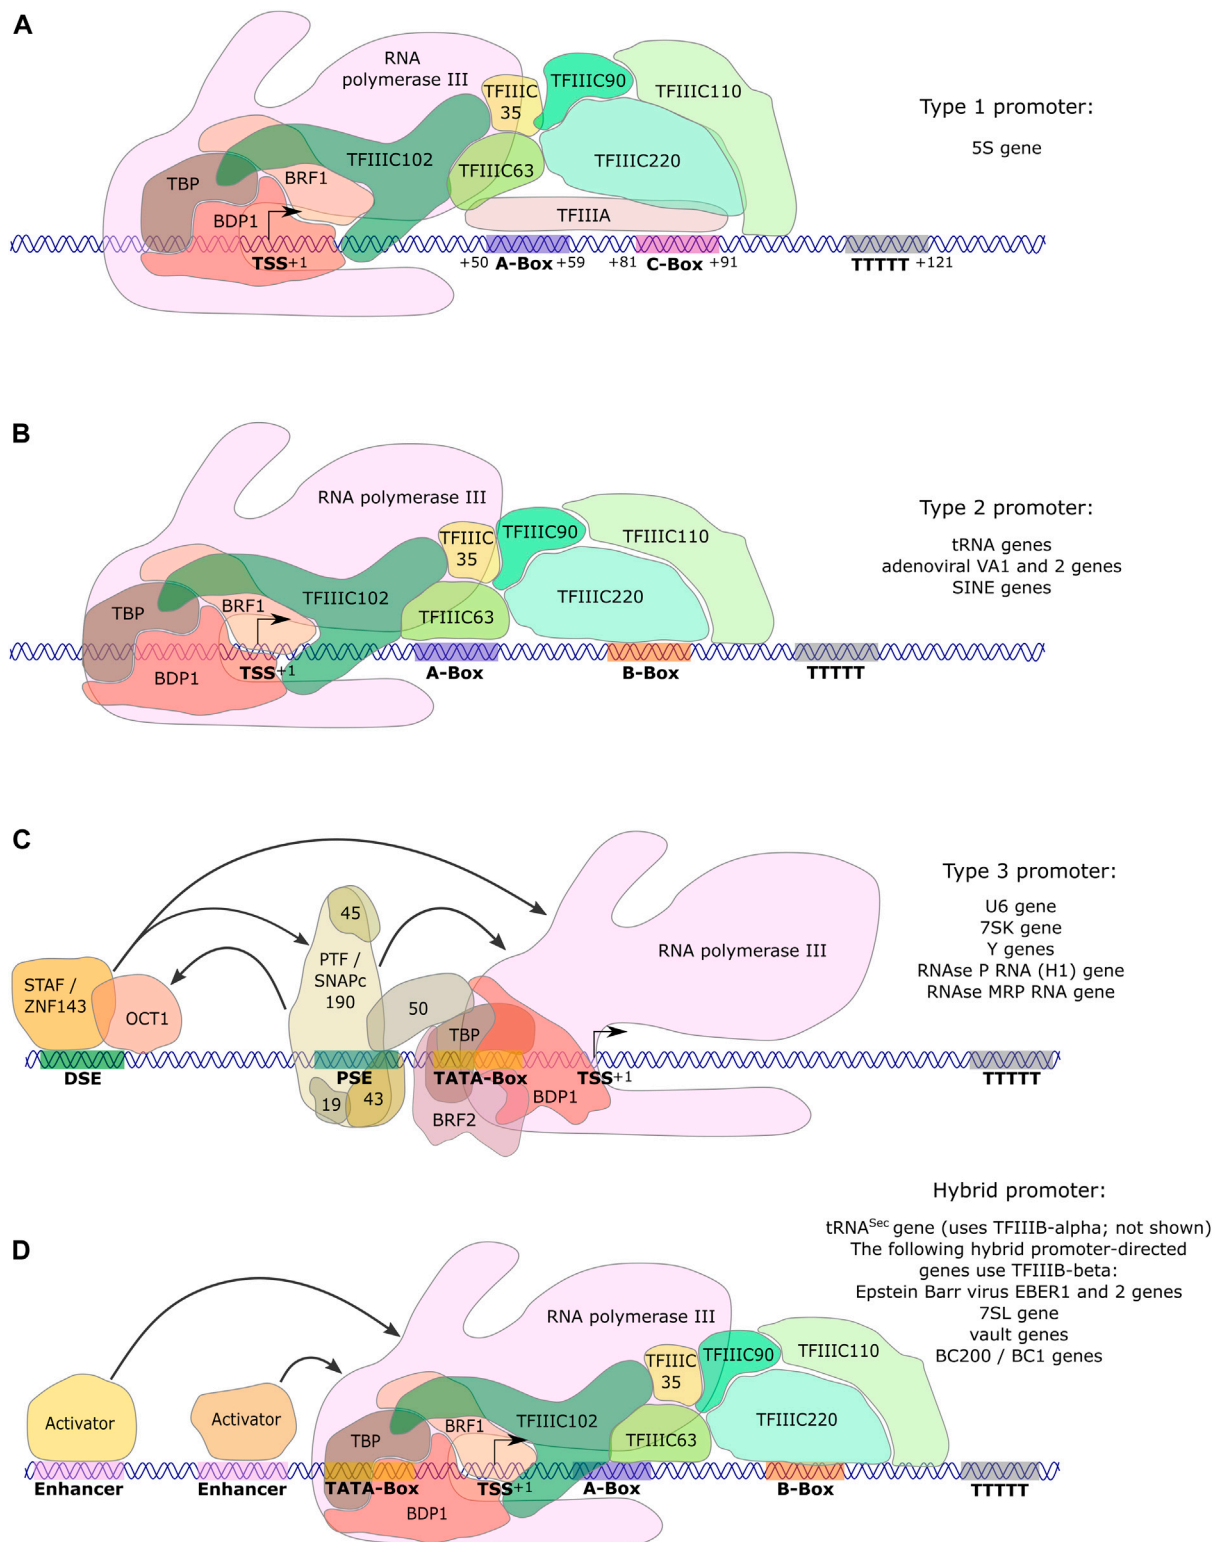 A
RNA
polymerase III
TFIIIC
35
TFIIIC90
TFIIIC110
Type 1 promoter:
5S gene
TFIIIC102
TFIIIC220
TFIIIC63
BRF1
TBP
TFIIIA
BDP1
TSS+1
+50 A-Box +59
+81 C-Box +91
TTTTT +121
B
RNA polymerase III
TFIIIC
35
TFIIIC90
TFIIIC110
Type 2 promoter:
tRNA genes
adenoviral VA1 and 2 genes
SINE genes
TFIIIC102
TFIIIC220
BRF1
TBP
TFIIIC63
BDP1
TSS+1
A-Box
B-Box
TTTTT
C
Type 3 promoter:
U6 gene
7SK gene
Y genes
RNAse P RNA (H1) gene
RNAse MRP RNA gene
45
PTF /
SNAPc
190
RNA polymerase III
STAF /
ZNF143
OCT1
50
TBP
DSE
PSE
TATA-Box
TSS+1
TTTTT
19
43
BDP1
BRF2
Hybrid promoter:
tRNASec gene (uses TFIIIB-alpha; not shown)
The following hybrid promoter-directed
genes use TFIIIB-beta:
Epstein Barr virus EBER1 and 2 genes
7SL gene
vault genes
BC200 / BC1 genes
D
RNA polymerase III
TFIIIC
35
TFIIIC90
TFIIIC110
Activator
Activator
TFIIIC102
TFIIIC220
BRF1
TBP
TFIIIC63
Enhancer
Enhancer
TATA-Box
TSS+1
A-Box
B-Box
TTTTT
BDP1